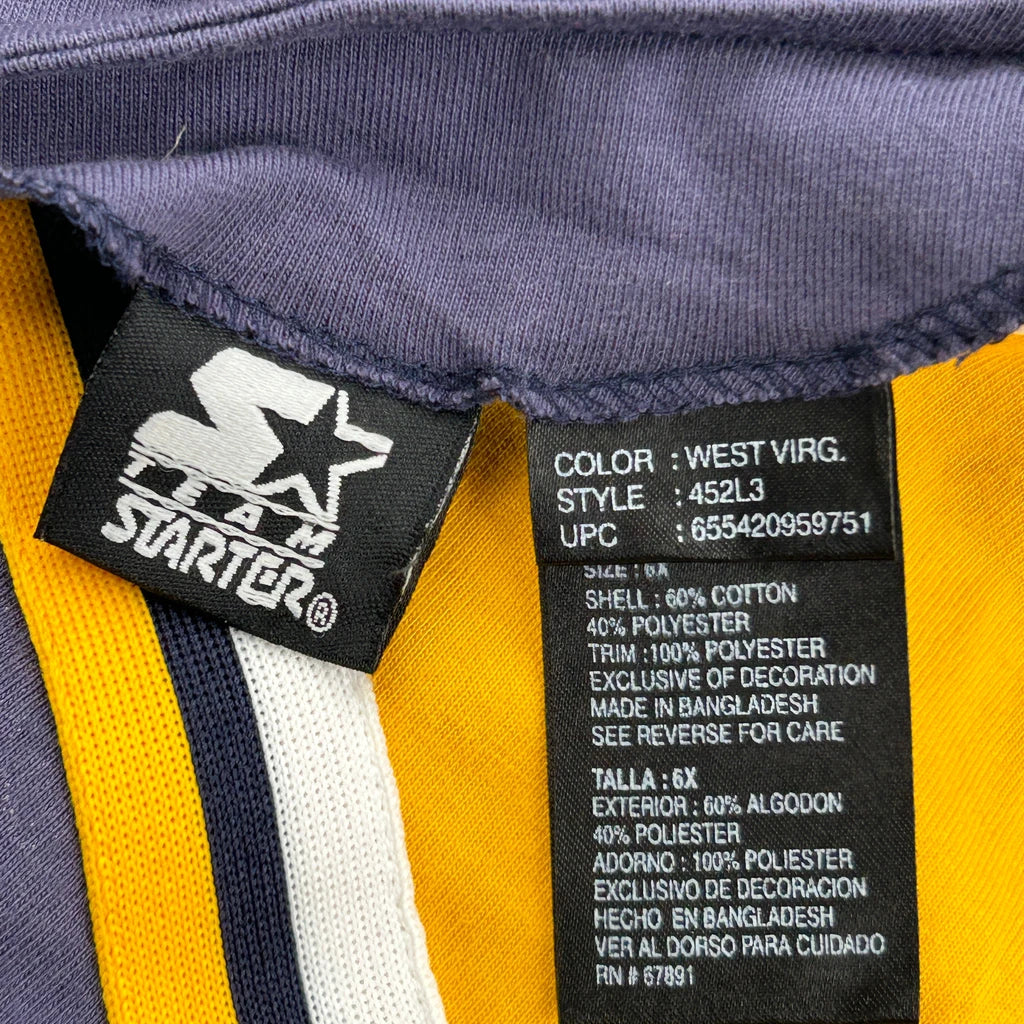 TEAM
STARTER®
COLOR : WEST VIRG.
STYLE : 452L3
UPC : 655420959751
SIZE : 6X
SHELL : 60% COTTON
40% POLYESTER
TRIM :100% POLYESTER
EXCLUSIVE OF DECORATION
MADE IN BANGLADESH
SEE REVERSE FOR CARE
TALLA : 6X
EXTERIOR : 60% ALGODON
40% POLIESTER
ADORNO : 100% POLIESTER
EXCLUSIVO DE DECORACION
HECHO EN BANGLADESH
VER AL DORSO PARA CUIDADO
RN # 67891